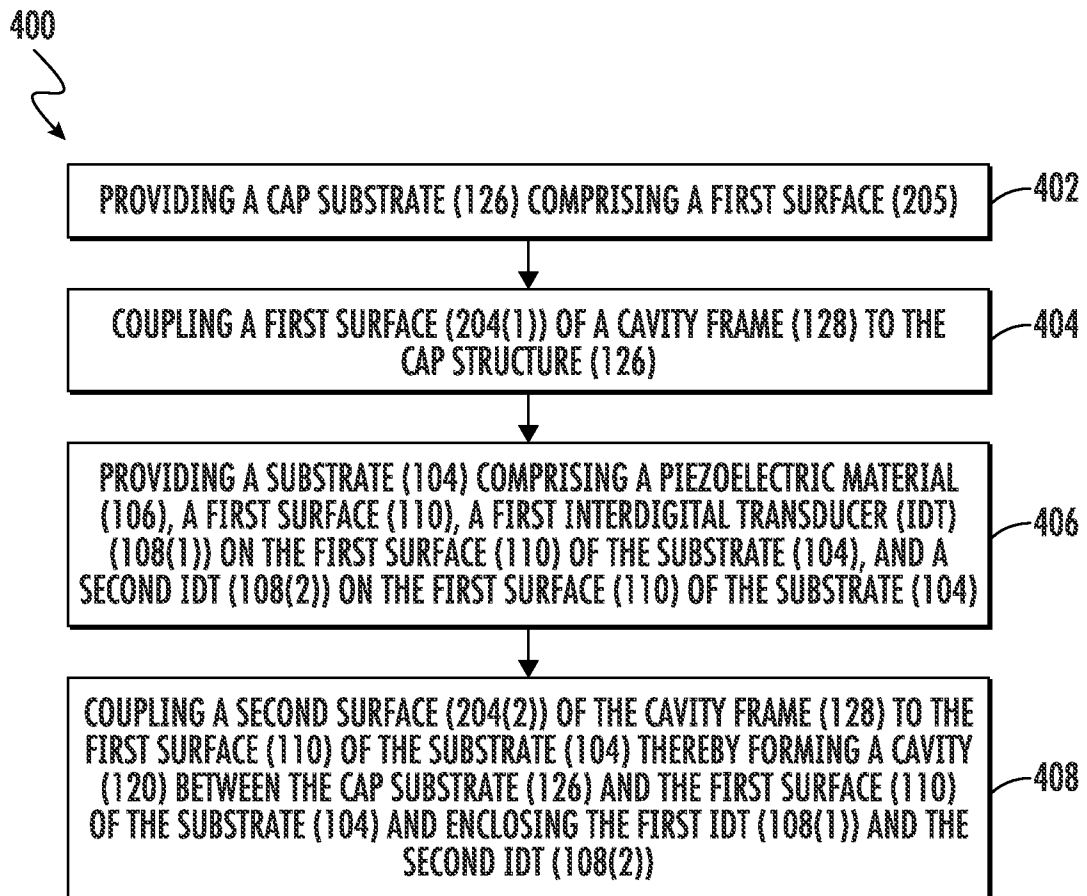 400
PROVIDING A CAP SUBSTRATE (126) COMPRISING A FIRST SURFACE (205)
402
COUPLING A FIRST SURFACE (204(1)) OF A CAVITY FRAME (128) TO THE
CAP STRUCTURE (126)
404
PROVIDING A SUBSTRATE (104) COMPRISING A PIEZOELECTRIC MATERIAL
(106), A FIRST SURFACE (110), A FIRST INTERDIGITAL TRANSDUCER (IDT)
(108(1)) ON THE FIRST SURFACE (110) OF THE SUBSTRATE (104), AND A
SECOND IDT (108(2)) ON THE FIRST SURFACE (110) OF THE SUBSTRATE (104)
406
COUPLING A SECOND SURFACE (204(2)) OF THE CAVITY FRAME (128) TO THE
FIRST SURFACE (110) OF THE SUBSTRATE (104) THEREBY FORMING A CAVITY
(120) BETWEEN THE CAP SUBSTRATE (126) AND THE FIRST SURFACE (110)
OF THE SUBSTRATE (104) AND ENCLOSING THE FIRST IDT (108(1)) AND THE
SECOND IDT (108(2))
408